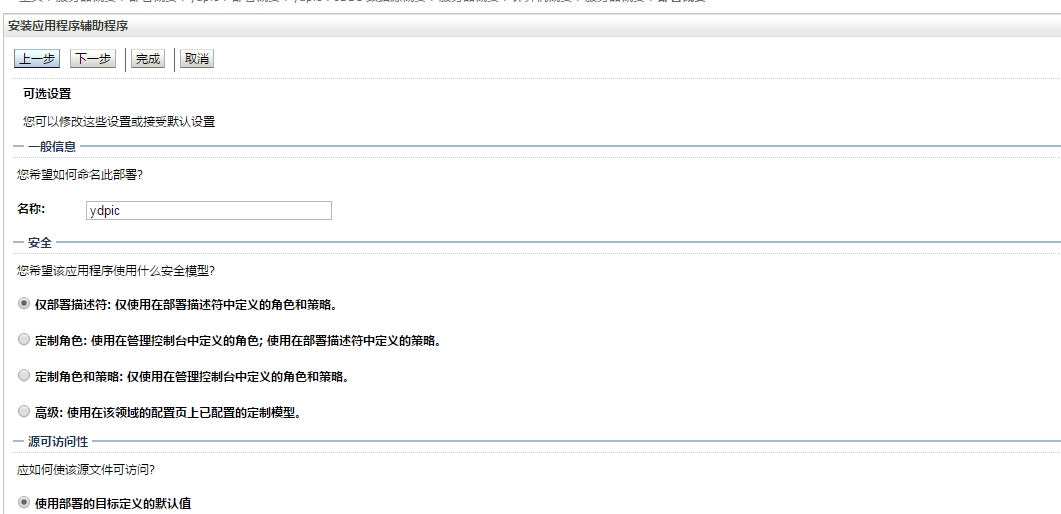 安装应用程序辅助程序
上一步 下一步 完成 取消
可选设置
您可以修改这些设置或接受默认设置
一般信息
您希望如何命名此部署?
名称: ydpic
安全
您希望该应用程序使用什么安全模型?
仅部署描述符: 仅使用在部署描述符中定义的角色和策略。
定制角色: 使用在管理控制台中定义的角色; 使用在部署描述符中定义的策略。
定制角色和策略: 仅使用在管理控制台中定义的角色和策略。
高级: 使用在该领域的配置页上已配置的定制模型。
源可访问性
应如何使该源文件可访问?
使用部署的目标定义的默认值